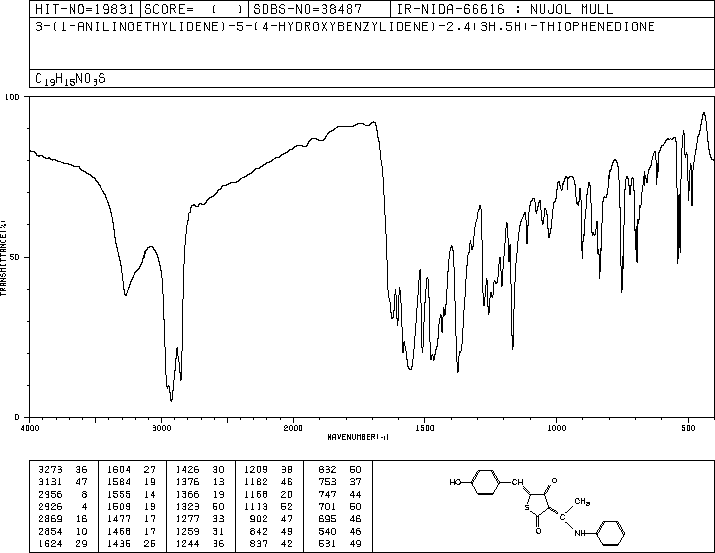 HIT-NO=19831 SCORE= ( ) SDBS-NO=38487 IR-NIDA-66616 : NUJOL MULL
3-(1-ANILINOETHYLIDENE)-5-(4-HYDROXYBENZYLIDENE)-2.4(3H.5H)-THIOPHENEDIONE
C19H15NO3S
100
50
0
TRANSMITTANCE(%)
4000 3000 2000 1500 1000 500
WAVENUMBER(-1)
3273 36 1604 27 1426 30 1209 38 832 50
3131 47 1584 19 1376 13 1182 46 753 37
2956 8 1555 14 1366 19 1168 20 747 44
2926 4 1509 19 1323 50 1113 52 701 50
2869 16 1477 17 1277 33 902 47 695 46
2854 10 1468 17 1259 31 842 49 540 46
1624 29 1436 26 1244 36 837 42 531 49
HO
CH
O
S
O
C
CH3
NH